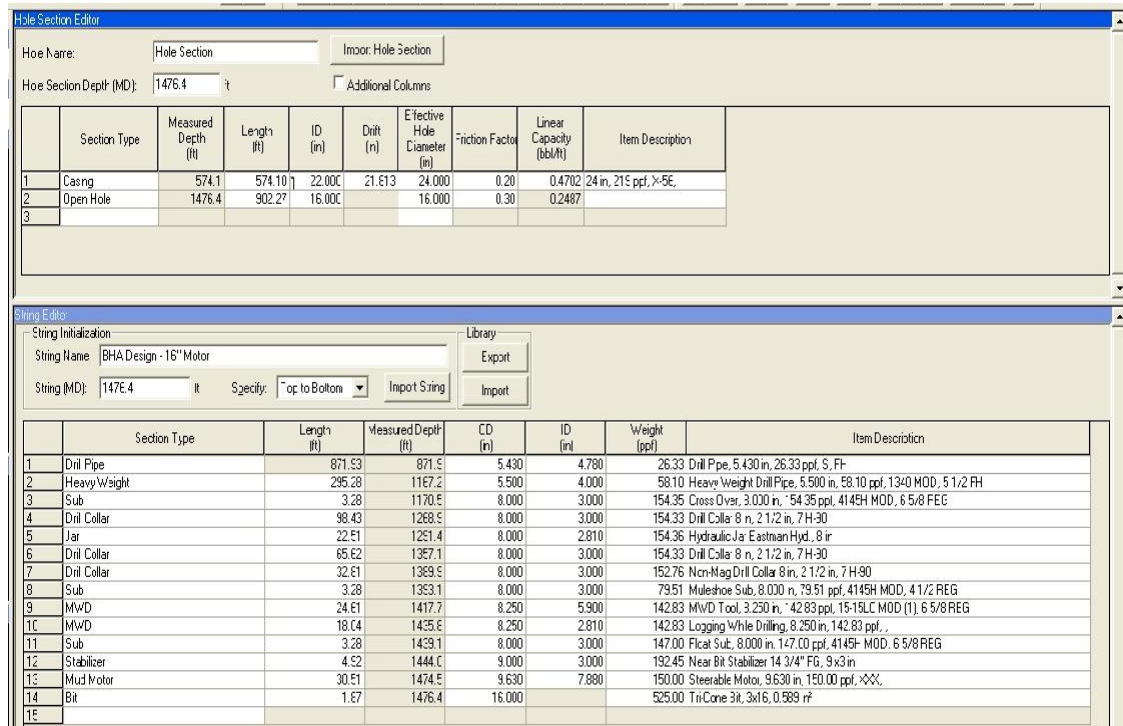 Hole Section Editor
Hole Name: Hole Section Import Hole Section
Hole Section Depth (MD): 1476.4 ft Additional Columns
Section Type Measured Depth (ft) Length (ft) ID (in) Drift (in) Effective Hole Diameter (in) Friction Factor Linear Capacity (bbl/ft) Item Description
1 Casing 574.1 574.10 22.000 21.813 24.000 0.20 0.4702 24 in, 219 ppf, X-56,
2 Open Hole 1476.4 902.27 16.000 16.000 0.30 0.2487
3
String Editor
String Initialization Library
String Name BHA Design - 16" Motor Export
String (MD): 1476.4 ft Specify: Top to Bottom Import String Import
Section Type Length (ft) Measured Depth (ft) OD (in) ID (in) Weight (ppf) Item Description
1 Drill Pipe 871.93 871.9 5.430 4.780 26.33 Drill Pipe, 5.430 in, 26.33 ppf, S, FH
2 Heavy Weight 295.28 1167.2 5.500 4.000 58.10 Heavy Weight Drill Pipe, 5.500 in, 58.10 ppf, 1340 MOD, 5 1/2 FH
3 Sub 3.28 1170.5 8.000 3.000 154.35 Cross Over, 8.000 in, 154.35 ppf, 4145H MOD, 6 5/8 REG
4 Drill Collar 98.43 1268.9 8.000 3.000 154.33 Drill Collar 8 in, 2 1/2 in, 7 H-90
5 Jar 22.51 1291.4 8.000 2.810 154.36 Hydraulic Jar Eastman Hyd., 8 in
6 Drill Collar 65.62 1357.1 8.000 3.000 154.33 Drill Collar 8 in, 2 1/2 in, 7 H-90
7 Drill Collar 32.81 1389.9 8.000 3.000 152.76 Non-Mag Drill Collar 8 in, 2 1/2 in, 7 H-90
8 Sub 3.28 1393.1 8.000 3.000 79.51 Muleshoe Sub, 8.000 in, 79.51 ppf, 4145H MOD, 4 1/2 REG
9 MWD 24.61 1417.7 8.250 5.900 142.83 MWD Tool, 8.250 in, 142.83 ppf, 15-15LC MOD (1), 6 5/8 REG
10 MWD 18.04 1435.8 8.250 2.810 142.83 Logging While Drilling, 8.250 in, 142.83 ppf, ,
11 Sub 3.28 1439.1 8.000 3.000 147.00 Float Sub, 8.000 in, 147.00 ppf, 4145H MOD, 6 5/8 REG
12 Stabilizer 4.92 1444.0 9.000 3.000 192.45 Near Bit Stabilizer 14 3/4" FG, 9 x3 in
13 Mud Motor 30.51 1474.5 9.630 7.880 150.00 Steerable Motor, 9.630 in, 150.00 ppf, XXX,
14 Bit 1.87 1476.4 16.000 525.00 Tri-Cone Bit, 3x16, 0.589 in²
15